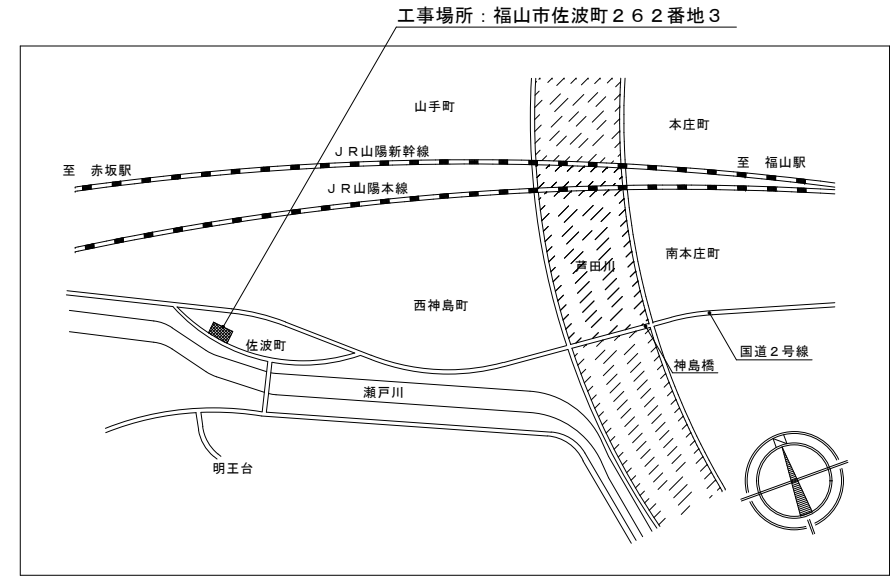 工事場所：福山市佐波町２６２番地３
山手町
本庄町
ＪＲ山陽新幹線
至　赤坂駅
至　福山駅
ＪＲ山陽本線
芦田川
南本庄町
西神島町
佐波町
国道２号線
神島橋
瀬戸川
明王台